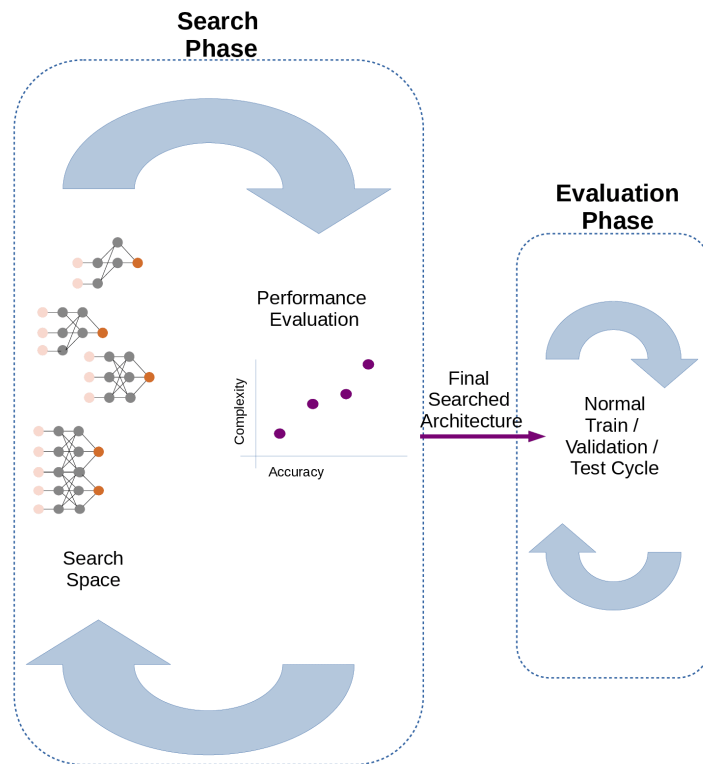 Search
Phase
Performance
Evaluation
Complexity
Accuracy
Search
Space
Final
Searched
Architecture
Evaluation
Phase
Normal
Train /
Validation /
Test Cycle